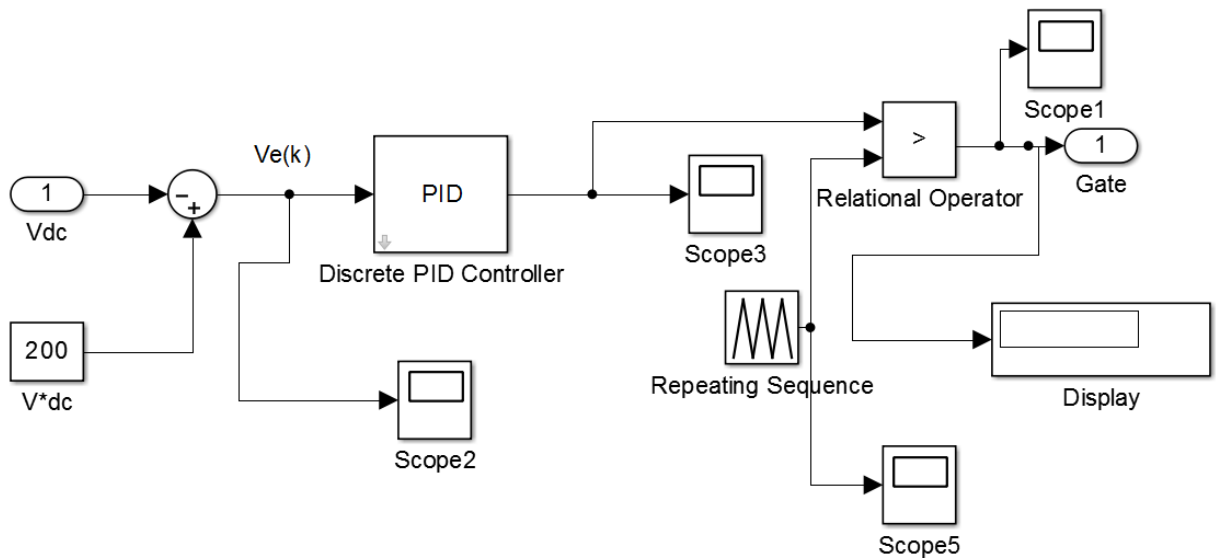 Scope1
>
1
Gate
Relational Operator
Ve(k)
1
Vdc
- +
PID
Discrete PID Controller
Scope3
200
V*dc
Scope2
Repeating Sequence
Display
Scope5